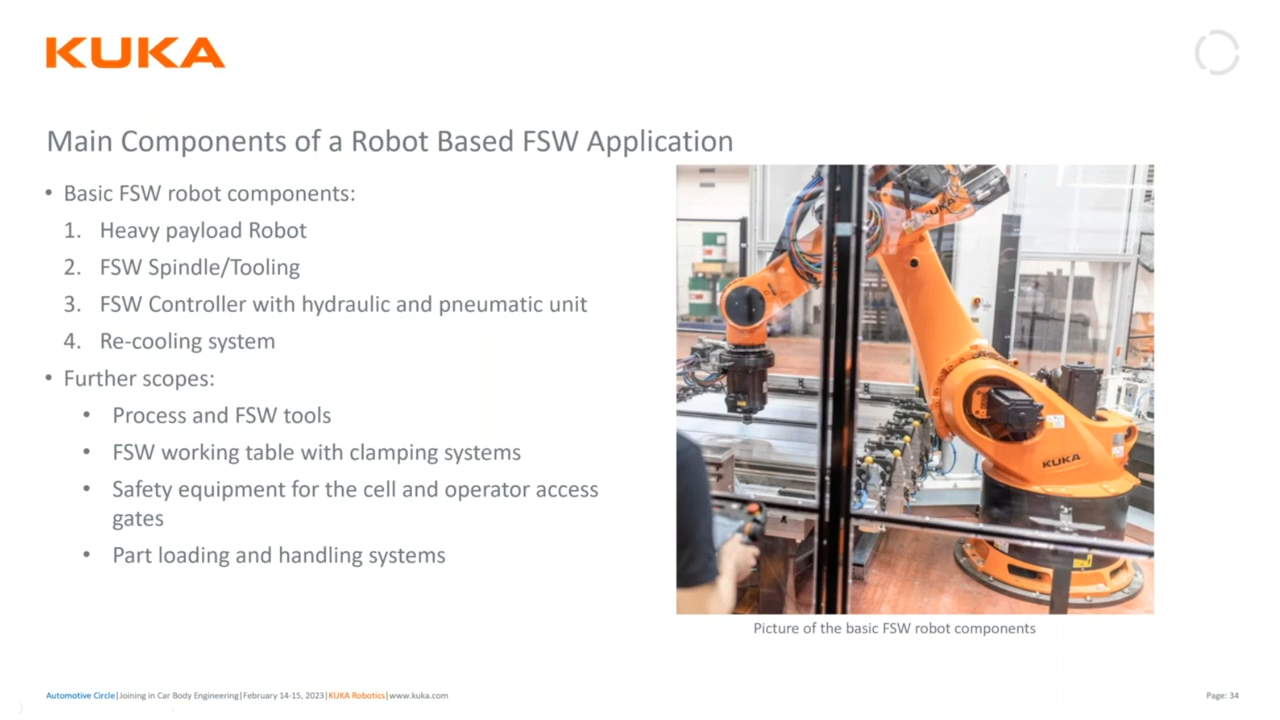 KUKA
Main Components of a Robot Based FSW Application
• Basic FSW robot components:
1. Heavy payload Robot
2. FSW Spindle/Tooling
3. FSW Controller with hydraulic and pneumatic unit
4. Re-cooling system
• Further scopes:
• Process and FSW tools
• FSW working table with clamping systems
• Safety equipment for the cell and operator access
gates
• Part loading and handling systems
KUKA
KUKA
Picture of the basic FSW robot components
Automotive Circle|Joining in Car Body Engineering|February 14-15, 2023|KUKA Robotics|www.kuka.com
Page: 34